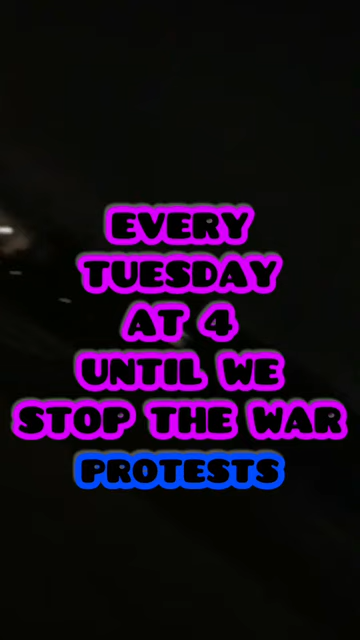 EVERY
TUESDAY
AT 4
UNTIL WE
STOP THE WAR
PROTESTS